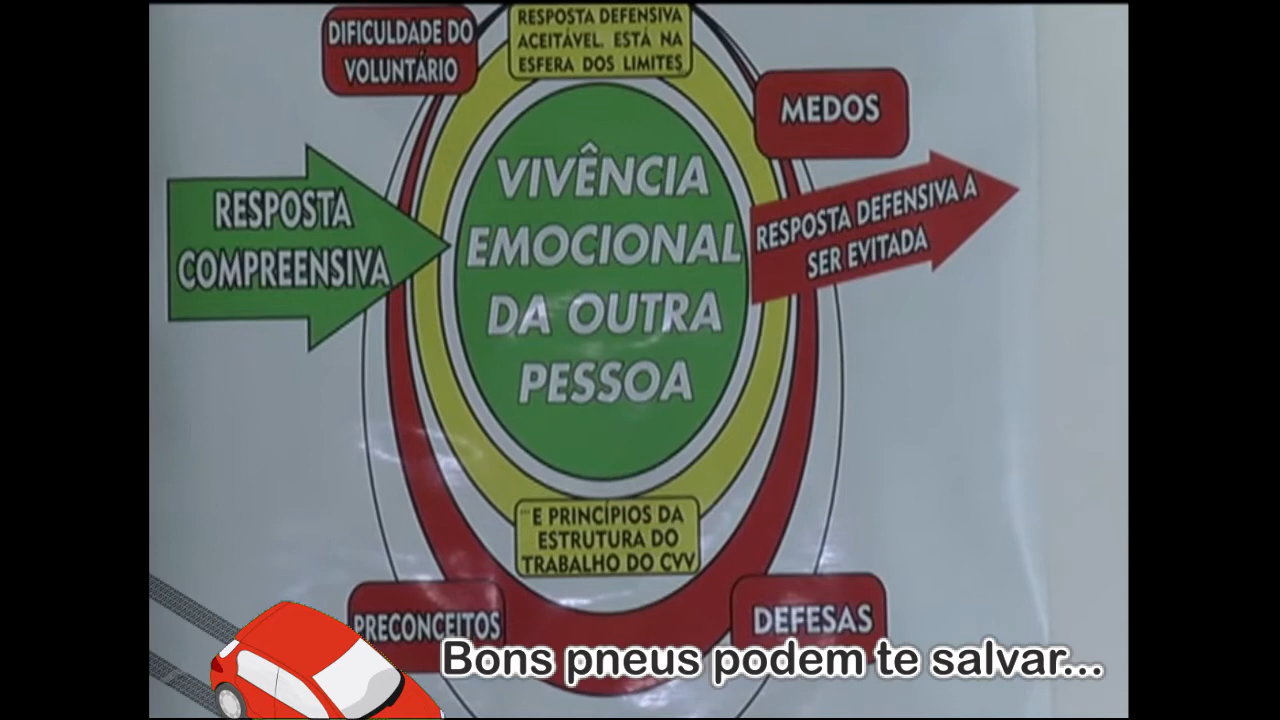 DIFICULDADE DO
VOLUNTÁRIO
RESPOSTA DEFENSIVA
ACEITÁVEL. ESTÁ NA
ESFERA DOS LIMITES
MEDOS
RESPOSTA
COMPREENSIVA
VIVÊNCIA
EMOCIONAL
DA OUTRA
PESSOA
RESPOSTA DEFENSIVA A
SER EVITADA
E PRINCÍPIOS DA
ESTRUTURA DO
TRABALHO DO CVV
PRECONCEITOS
DEFESAS
Bons pneus podem te salvar...